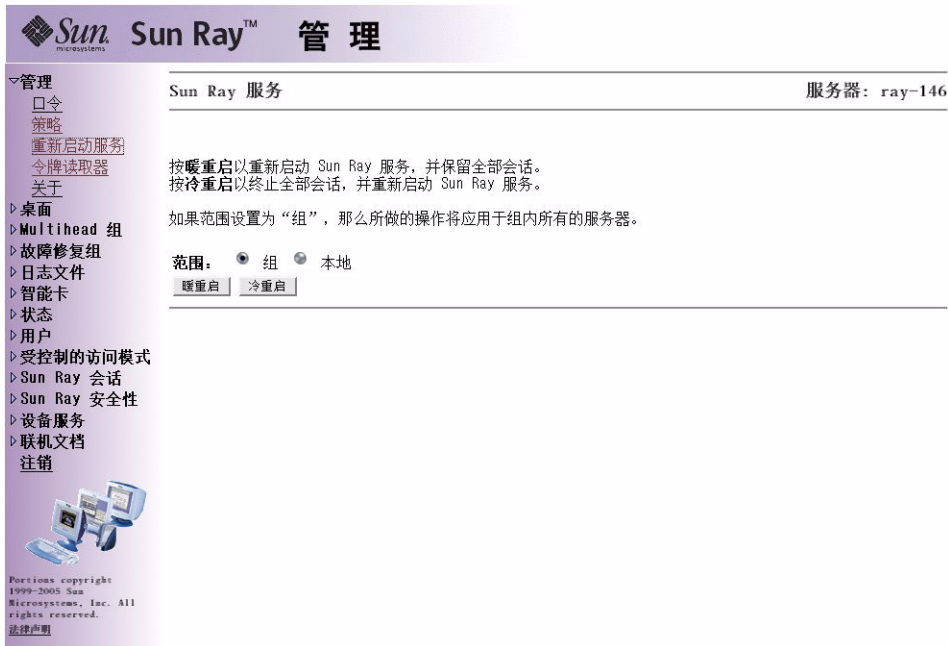 Sun microsystems Sun Ray™ 管 理
管理
口令
策略
重新启动服务
令牌读取器
关于
桌面
Multihead 组
故障修复组
日志文件
智能卡
状态
用户
受控制的访问模式
Sun Ray 会话
Sun Ray 安全性
设备服务
联机文档
注销
Portions copyright
1999-2005 Sun
Microsystems, Inc. All
rights reserved.
法律声明
Sun Ray 服务 服务器: ray-146
按暖重启以重新启动 Sun Ray 服务, 并保留全部会话。
按冷重启以终止全部会话, 并重新启动 Sun Ray 服务。
如果范围设置为“组”, 那么所做的操作将应用于组内所有的服务器。
范围: 组 本地
暖重启 冷重启